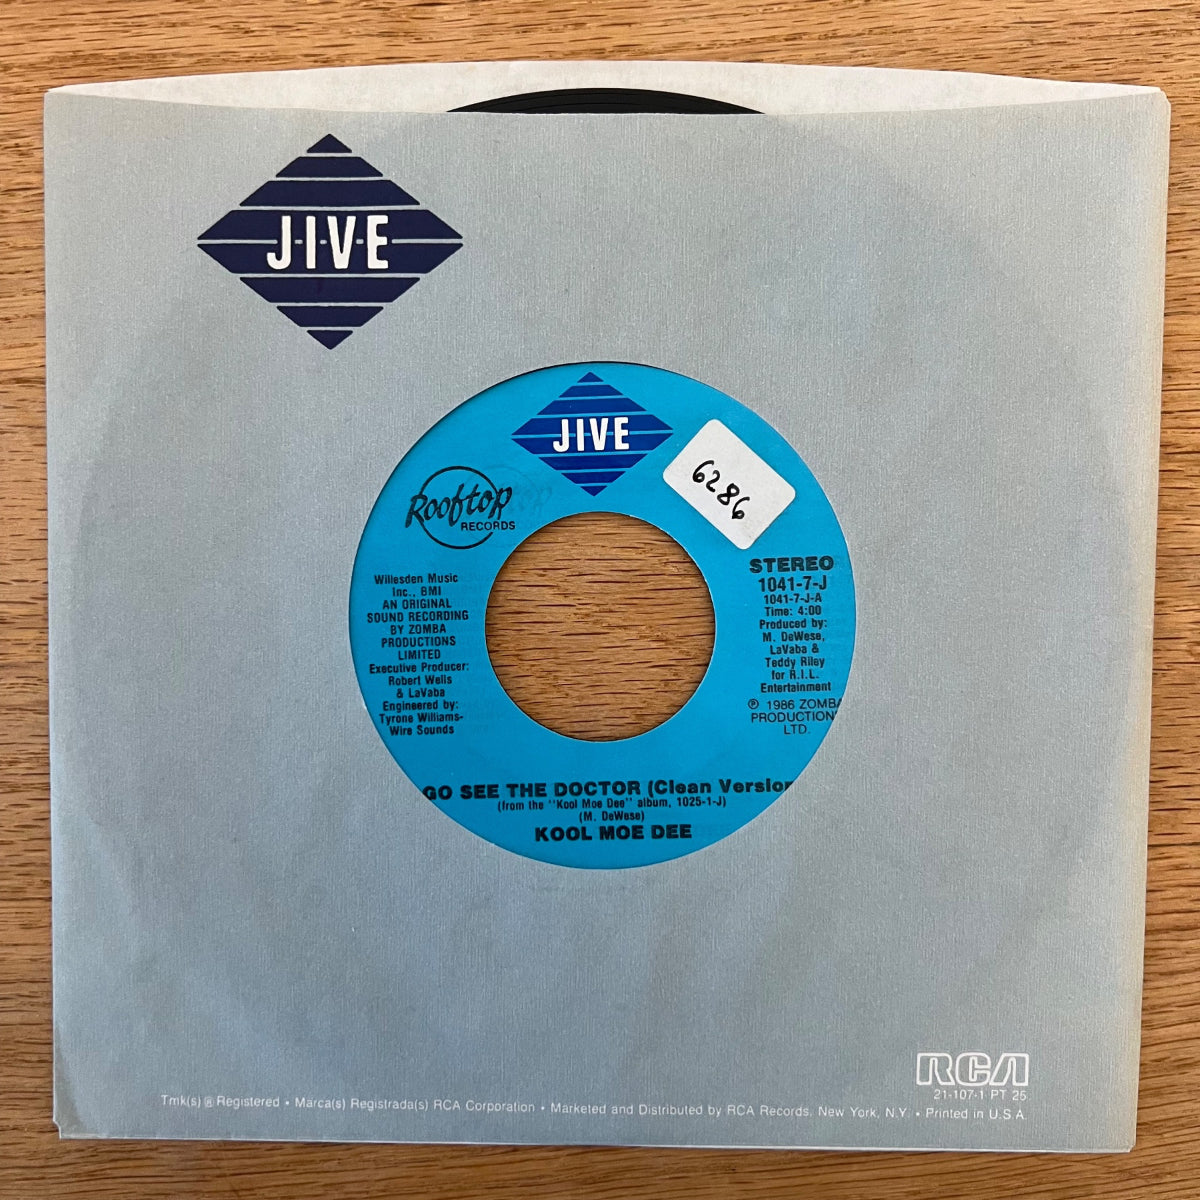 JIVE
JIVE
6286
Rooftop
RECORDS
Willesden Music
Inc., BMI
AN ORIGINAL
SOUND RECORDING
BY ZOMBA
PRODUCTIONS
LIMITED
Executive Producer:
Robert Wells
& LaVaba
Engineered by:
Tyrone Williams-
Wire Sounds
STEREO
1041-7-J
1041-7-J-A
Time: 4:00
Produced by:
M. DeWese,
LaVaba &
Teddy Riley
for R.I.L.
Entertainment
℗ 1986 ZOMBA
PRODUCTION
LTD.
GO SEE THE DOCTOR (Clean Version
(from the "Kool Moe Dee" album, 1025-1-J)
(M. DeWese)
KOOL MOE DEE
RCA
21-107-1 PT 25
Tmk(s) ® Registered • Marca(s) Registrada(s) RCA Corporation • Marketed and Distributed by RCA Records, New York, N.Y. • Printed in U.S.A.